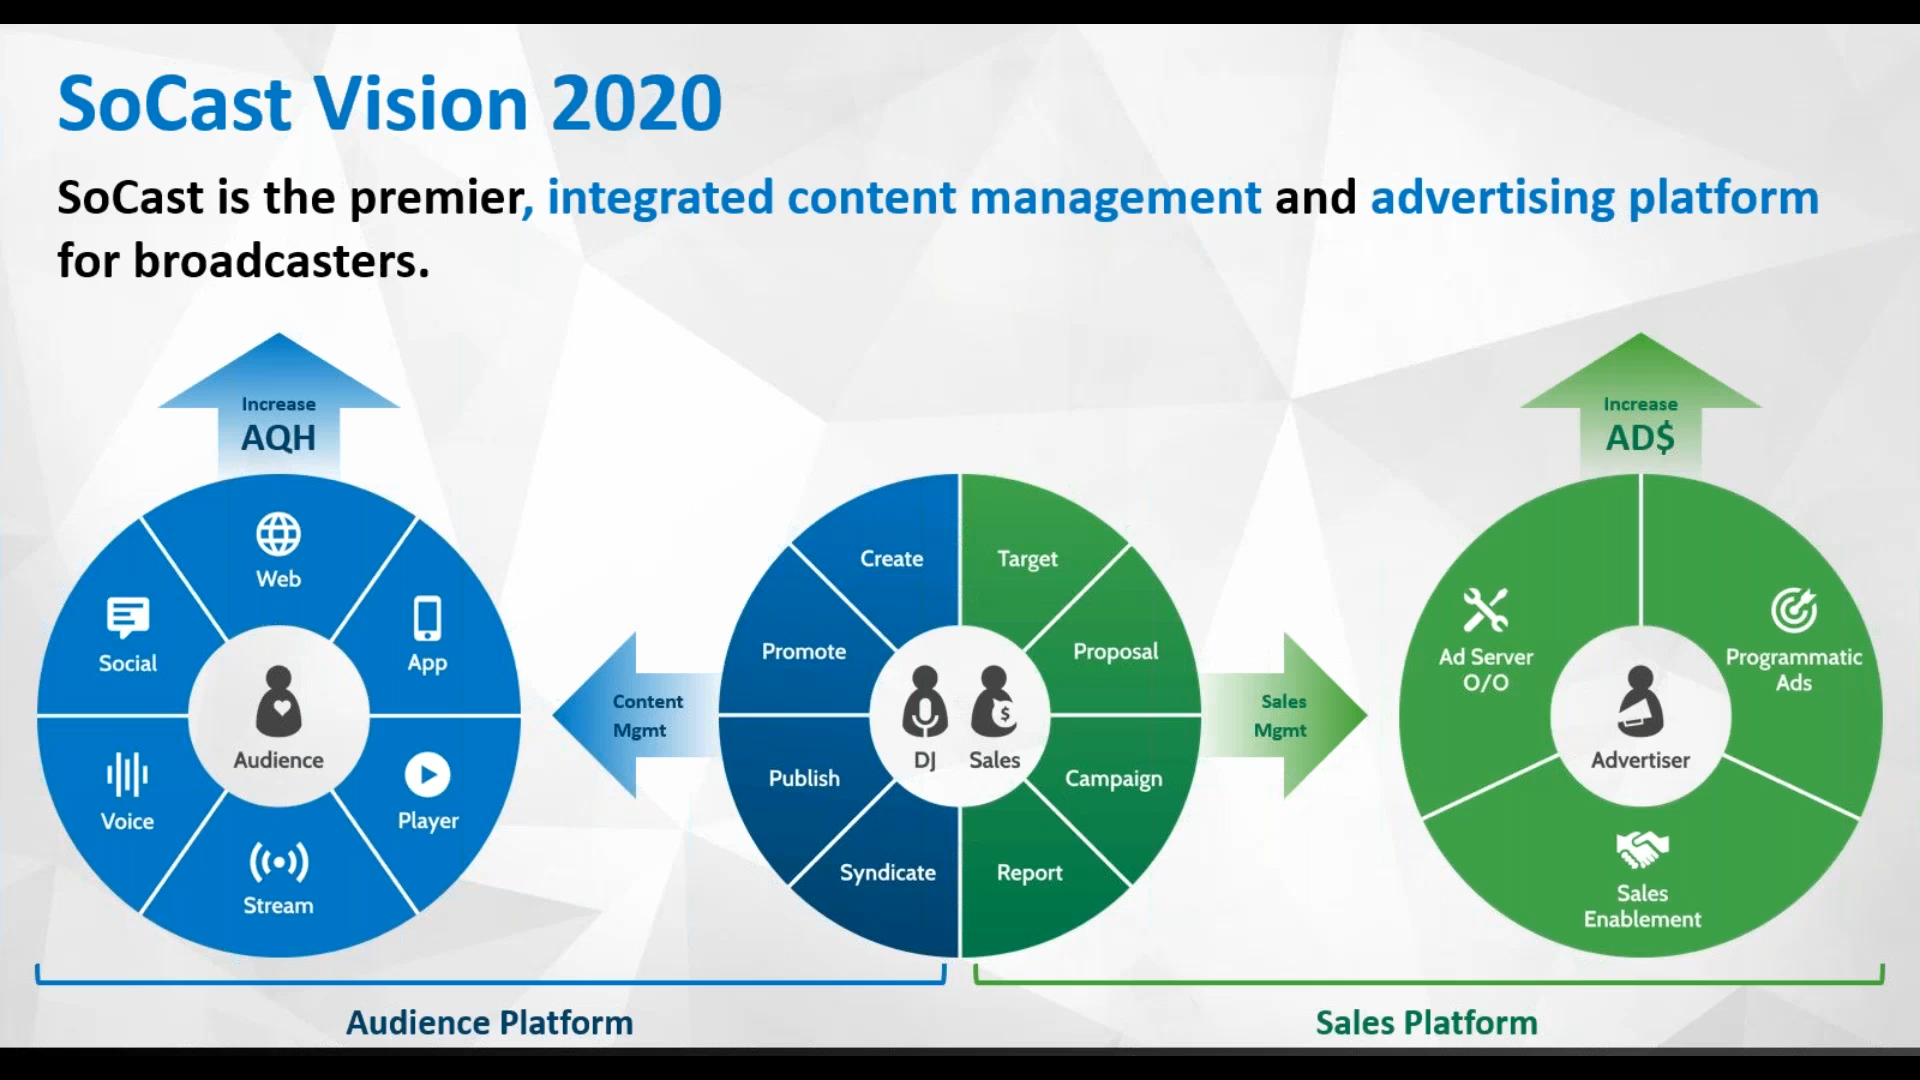 SoCast Vision 2020
SoCast is the premier, integrated content management and advertising platform
for broadcasters.
Increase
AQH
Web
App
Player
Stream
Voice
Social
Audience
Content
Mgmt
Create
Promote
Publish
Syndicate
DJ
Sales
Target
Proposal
Campaign
Report
Sales
Mgmt
Increase
AD$
Ad Server
O/O
Programmatic
Ads
Sales
Enablement
Advertiser
Audience Platform
Sales Platform
$